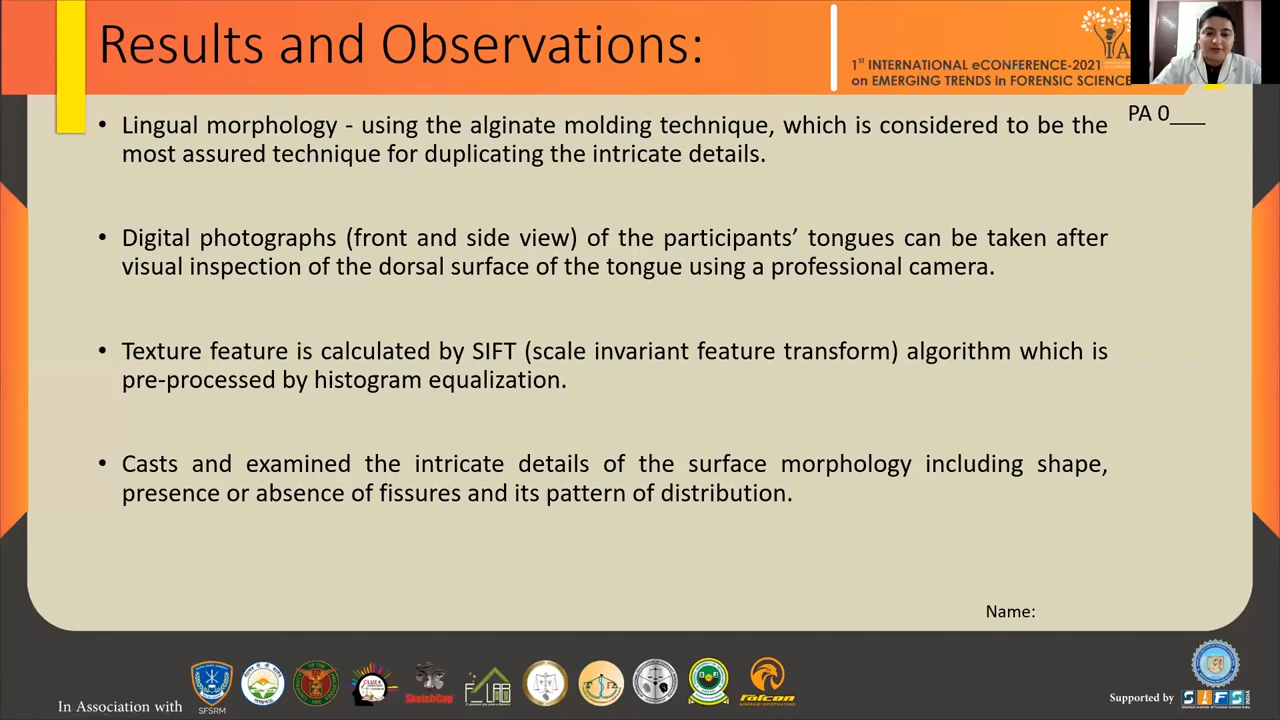 Results and Observations:
1ST INTERNATIONAL eCONFERENCE-2021
on EMERGING TRENDS in FORENSIC SCIENCE
PA 0___
• Lingual morphology - using the alginate molding technique, which is considered to be the
most assured technique for duplicating the intricate details.
• Digital photographs (front and side view) of the participants’ tongues can be taken after
visual inspection of the dorsal surface of the tongue using a professional camera.
• Texture feature is calculated by SIFT (scale invariant feature transform) algorithm which is
pre-processed by histogram equalization.
• Casts and examined the intricate details of the surface morphology including shape,
presence or absence of fissures and its pattern of distribution.
Name:
In Association with
SFSRM
SketchCop
falcon
Supported by
SIFS